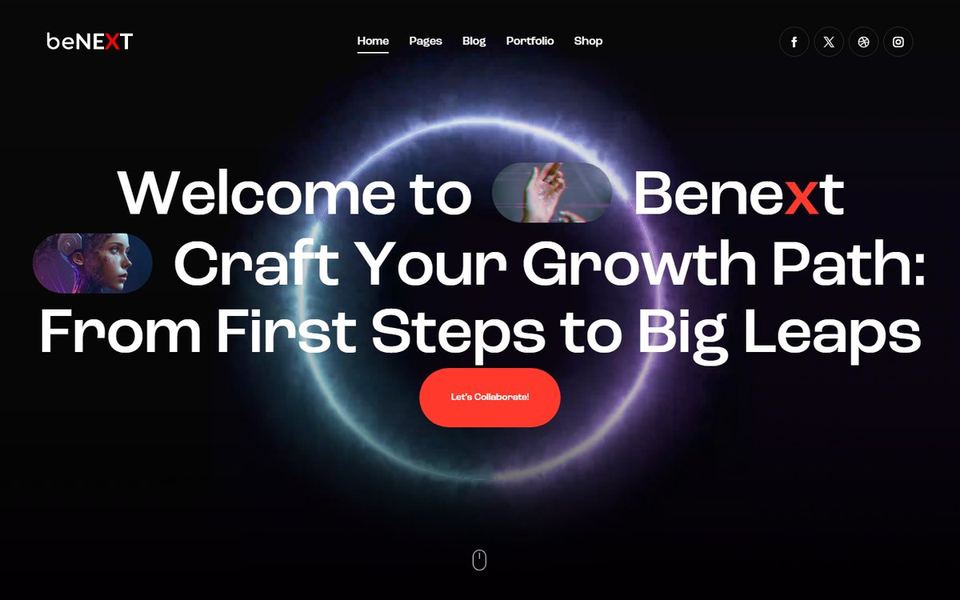 beNEXT
Home Pages Blog Portfolio Shop
Welcome to Benext
Craft Your Growth Path:
From First Steps to Big Leaps
Let's Collaborate!